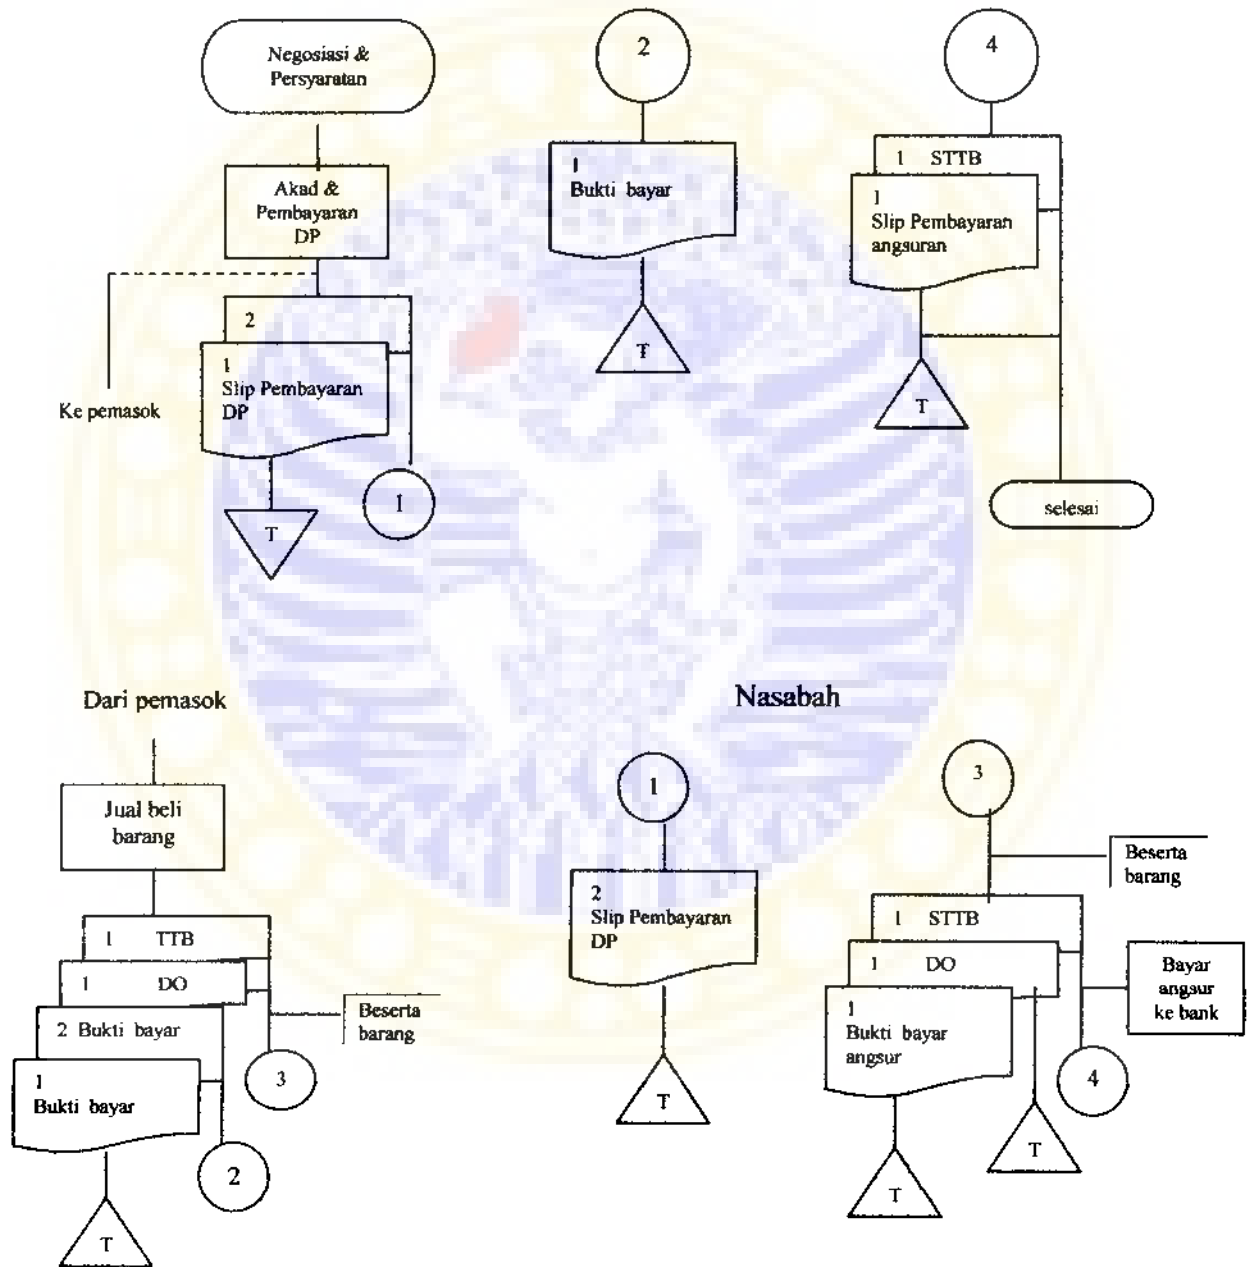 Negosiasi &
Persyaratan
2
4
Akad &
Pembayaran
DP
1
Bukti bayar
1 STTB
1
Slip Pembayaran
angsuran
2
1
Slip Pembayaran
DP
Ke pemasok
T
T
1
T
selesai
Dari pemasok
Nasabah
Jual beli
barang
1
3
Beserta
barang
2
Slip Pembayaran
DP
1 TTB
1 DO
2 Bukti bayar
1
Bukti bayar
Beserta
barang
3
2
T
T
1 STTB
1 DO
1
Bukti bayar
angsur
Bayar
angsur
ke bank
4
T
T